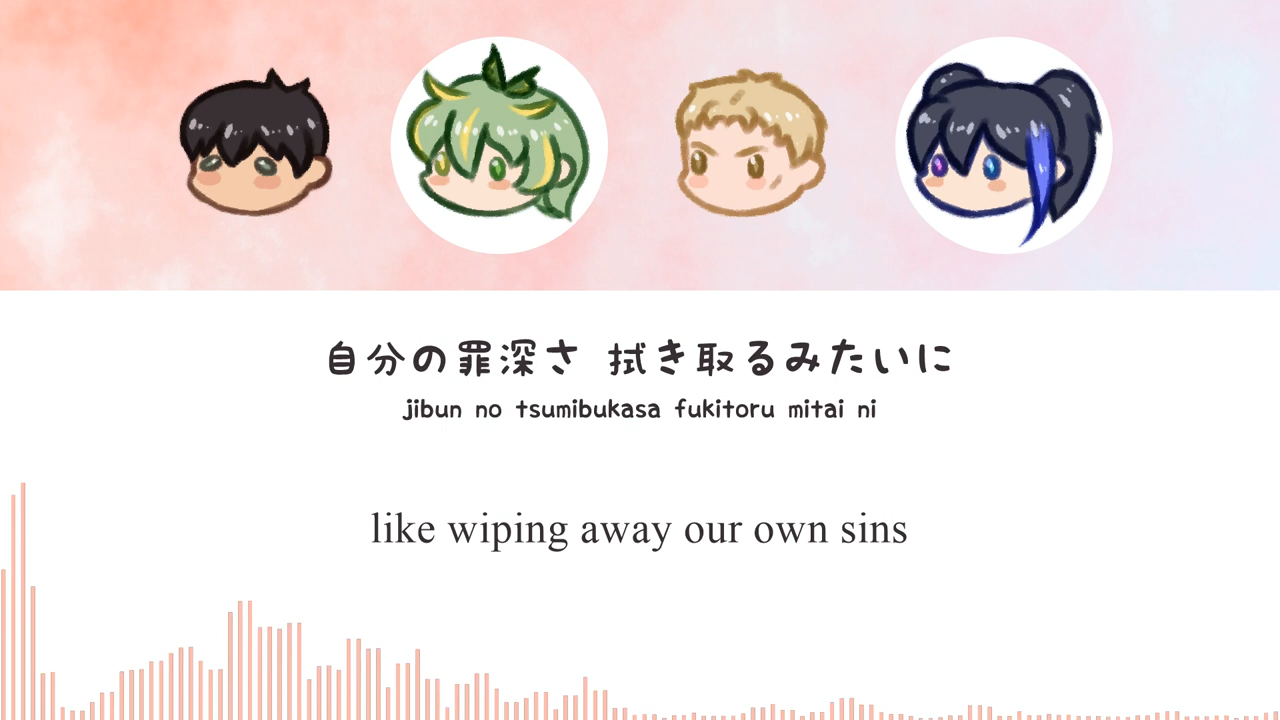 自分の罪深さ 拭き取るみたいに
jibun no tsumibukasa fukitoru mitai ni
like wiping away our own sins